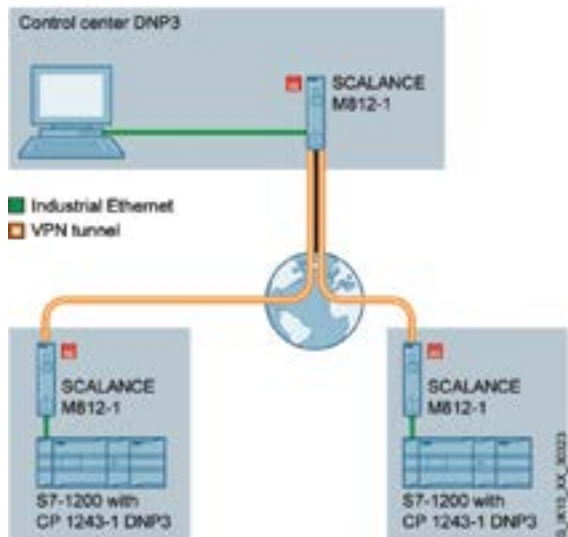 Control center DNP3
SCALANCE
M812-1
Industrial Ethernet
VPN tunnel
SCALANCE
M812-1
S7-1200 with
CP 1243-1 DNP3
SCALANCE
M812-1
S7-1200 with
CP 1243-1 DNP3